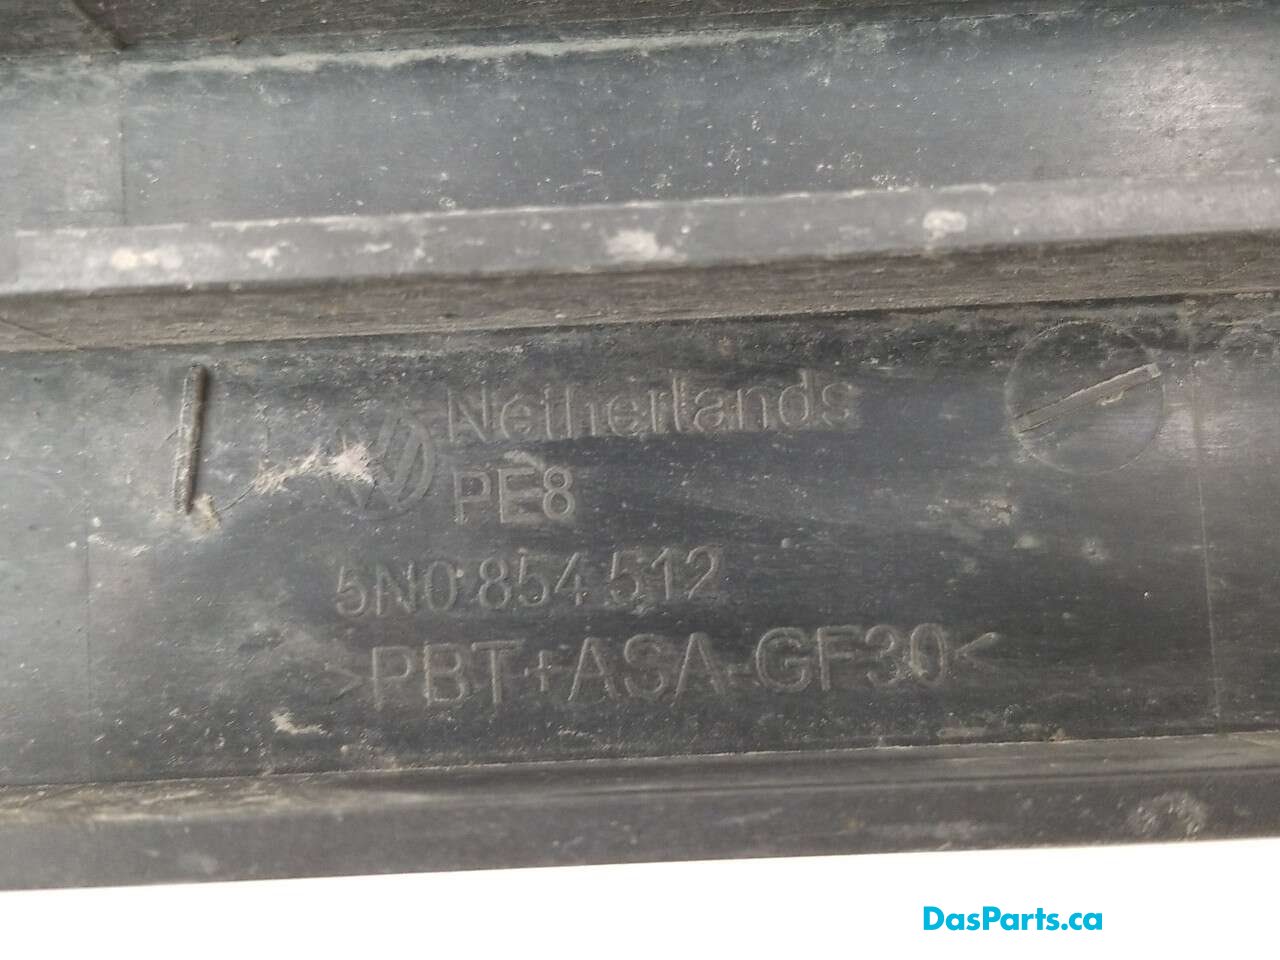 Netherlands
PE8
5N0 854 512
>PBT+ASA-GF30<
DasParts.ca